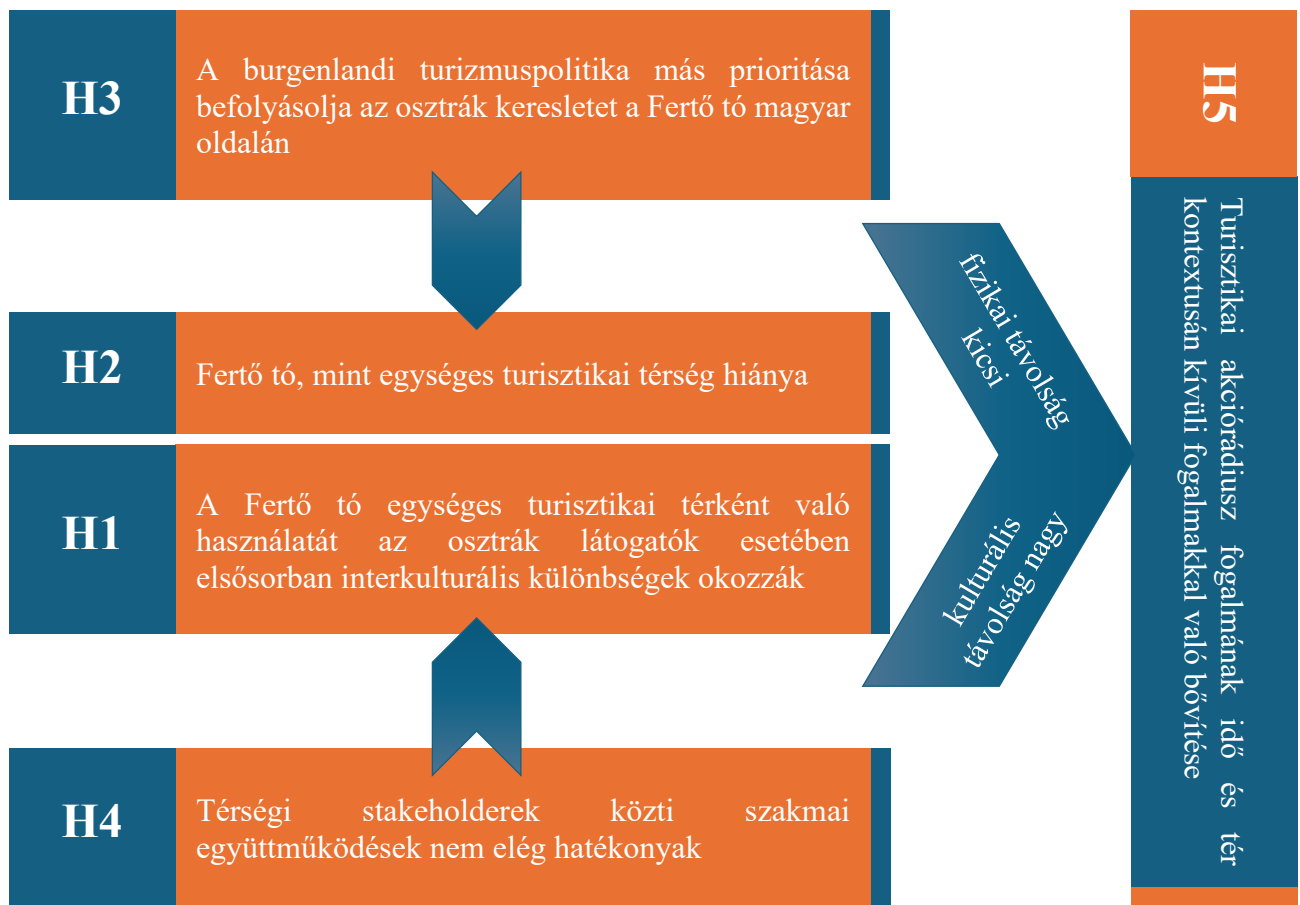 H3
A burgenlandi turizmuspolitika más prioritása
befolyásolja az osztrák keresletet a Fertő tó magyar
oldalán
H2
Fertő tó, mint egységes turisztikai térség hiánya
H1
A Fertő tó egységes turisztikai térként való
használatát az osztrák látogatók esetében
elsősorban interkulturális különbségek okozzák
H4
Térségi stakeholderek közti szakmai
együttműködések nem elég hatékonyak
fizikai távolság
kicsi
kulturális
távolság nagy
H5
Turisztikai akciórádiusz fogalmának idő és tér
kontextusán kívüli fogalmakkal való bővítése